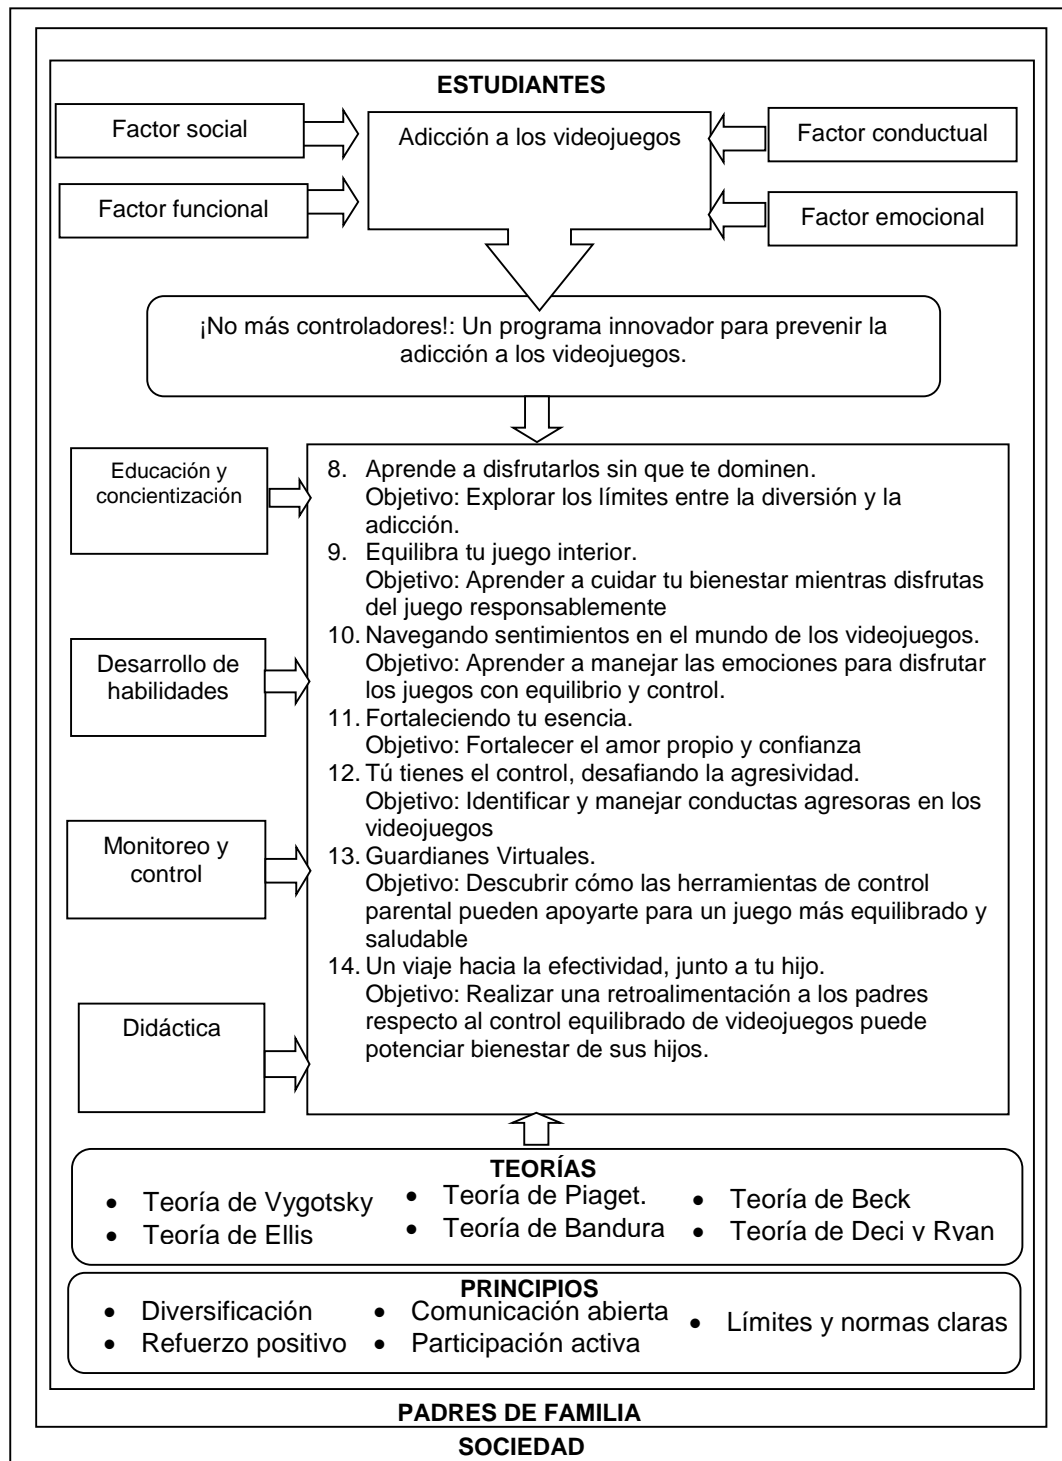 ESTUDIANTES
Factor social
Factor funcional
Adicción a los videojuegos
Factor conductual
Factor emocional
¡No más controladores!: Un programa innovador para prevenir la
adicción a los videojuegos.
Educación y
concientización
Desarrollo de
habilidades
Monitoreo y
control
Didáctica
8. Aprende a disfrutarlos sin que te dominen.
Objetivo: Explorar los límites entre la diversión y la
adicción.
9. Equilibra tu juego interior.
Objetivo: Aprender a cuidar tu bienestar mientras disfrutas
del juego responsablemente
10. Navegando sentimientos en el mundo de los videojuegos.
Objetivo: Aprender a manejar las emociones para disfrutar
los juegos con equilibrio y control.
11. Fortaleciendo tu esencia.
Objetivo: Fortalecer el amor propio y confianza
12. Tú tienes el control, desafiando la agresividad.
Objetivo: Identificar y manejar conductas agresoras en los
videojuegos
13. Guardianes Virtuales.
Objetivo: Descubrir cómo las herramientas de control
parental pueden apoyarte para un juego más equilibrado y
saludable
14. Un viaje hacia la efectividad, junto a tu hijo.
Objetivo: Realizar una retroalimentación a los padres
respecto al control equilibrado de videojuegos puede
potenciar bienestar de sus hijos.
TEORÍAS
• Teoría de Vygotsky
• Teoría de Ellis
• Teoría de Piaget.
• Teoría de Bandura
• Teoría de Beck
• Teoría de Deci y Ryan
PRINCIPIOS
• Diversificación
• Refuerzo positivo
• Comunicación abierta
• Participación activa
• Límites y normas claras
PADRES DE FAMILIA
SOCIEDAD